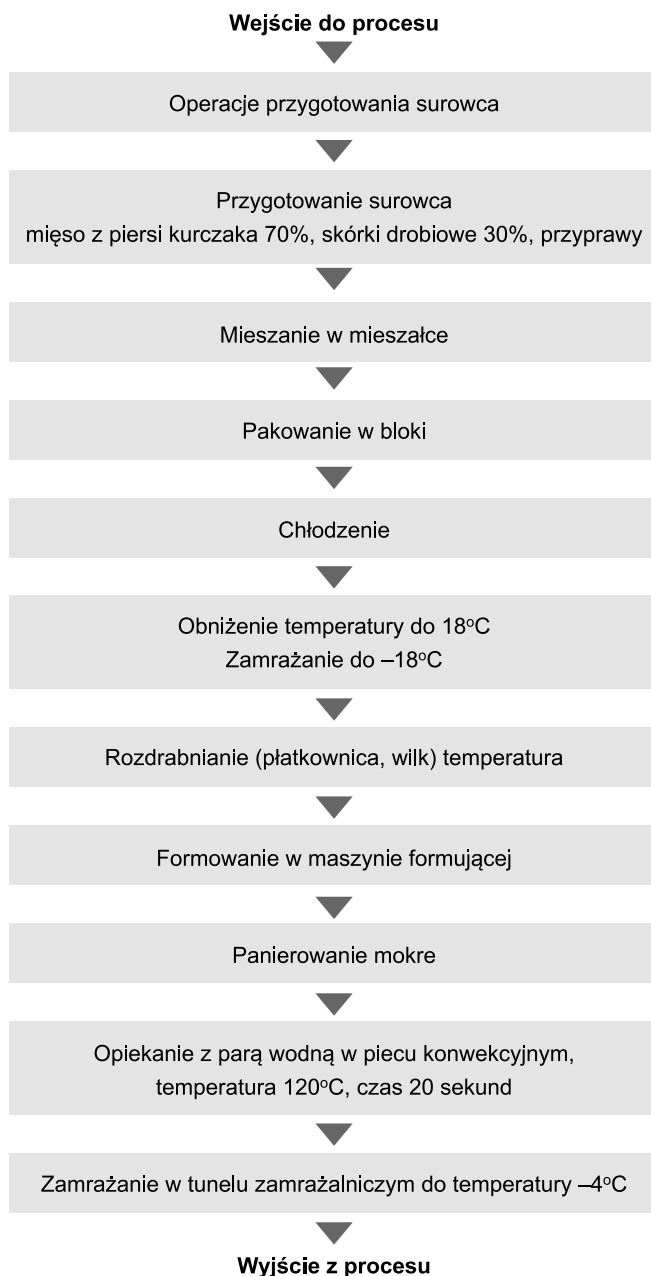 Wejście do procesu
Operacje przygotowania surowca
Przygotowanie surowca
mięso z piersi kurczaka 70%, skórki drobiowe 30%, przyprawy
Mieszanie w mieszałce
Pakowanie w bloki
Chłodzenie
Obniżenie temperatury do 18°C
Zamrażanie do –18°C
Rozdrabnianie (płatkownica, wilk) temperatura
Formowanie w maszynie formującej
Panierowanie mokre
Opiekanie z parą wodną w piecu konwekcyjnym,
temperatura 120°C, czas 20 sekund
Zamrażanie w tunelu zamrażalniczym do temperatury –4°C
Wyjście z procesu